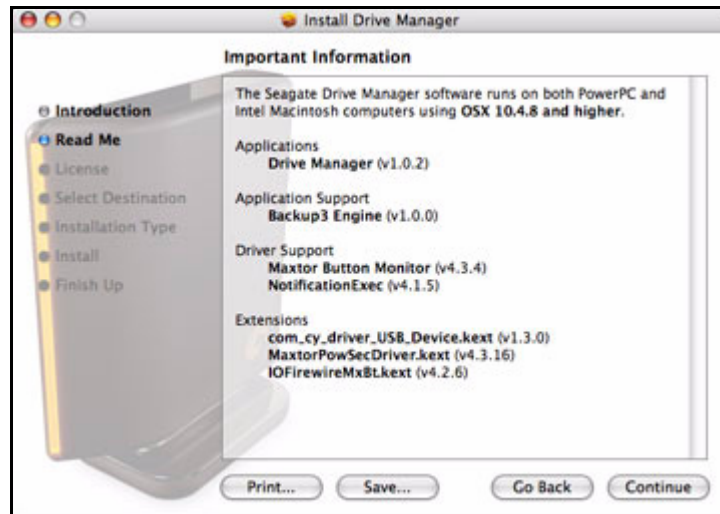 Install Drive Manager
Important Information
Introduction
Read Me
License
Select Destination
Installation Type
Install
Finish Up
The Seagate Drive Manager software runs on both PowerPC and
Intel Macintosh computers using OSX 10.4.8 and higher.
Applications
Drive Manager (v1.0.2)
Application Support
Backup3 Engine (v1.0.0)
Driver Support
Maxtor Button Monitor (v4.3.4)
NotificationExec (v4.1.5)
Extensions
com_cy_driver_USB_Device.kext (v1.3.0)
MaxtorPowSecDriver.kext (v4.3.16)
IOFirewireMxBt.kext (v4.2.6)
Print...
Save...
Go Back
Continue